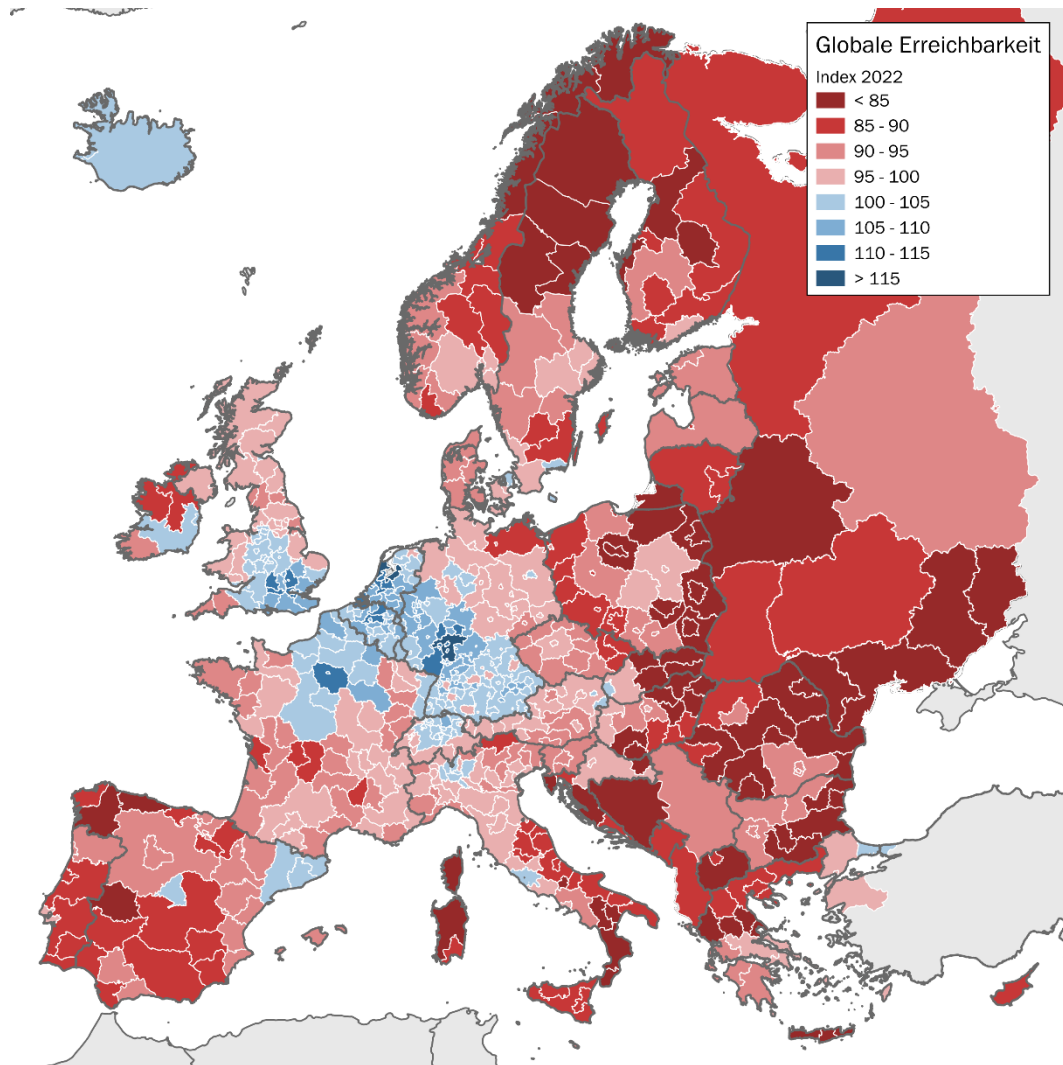 Globale Erreichbarkeit
Index 2022
< 85
85 - 90
90 - 95
95 - 100
100 - 105
105 - 110
110 - 115
> 115